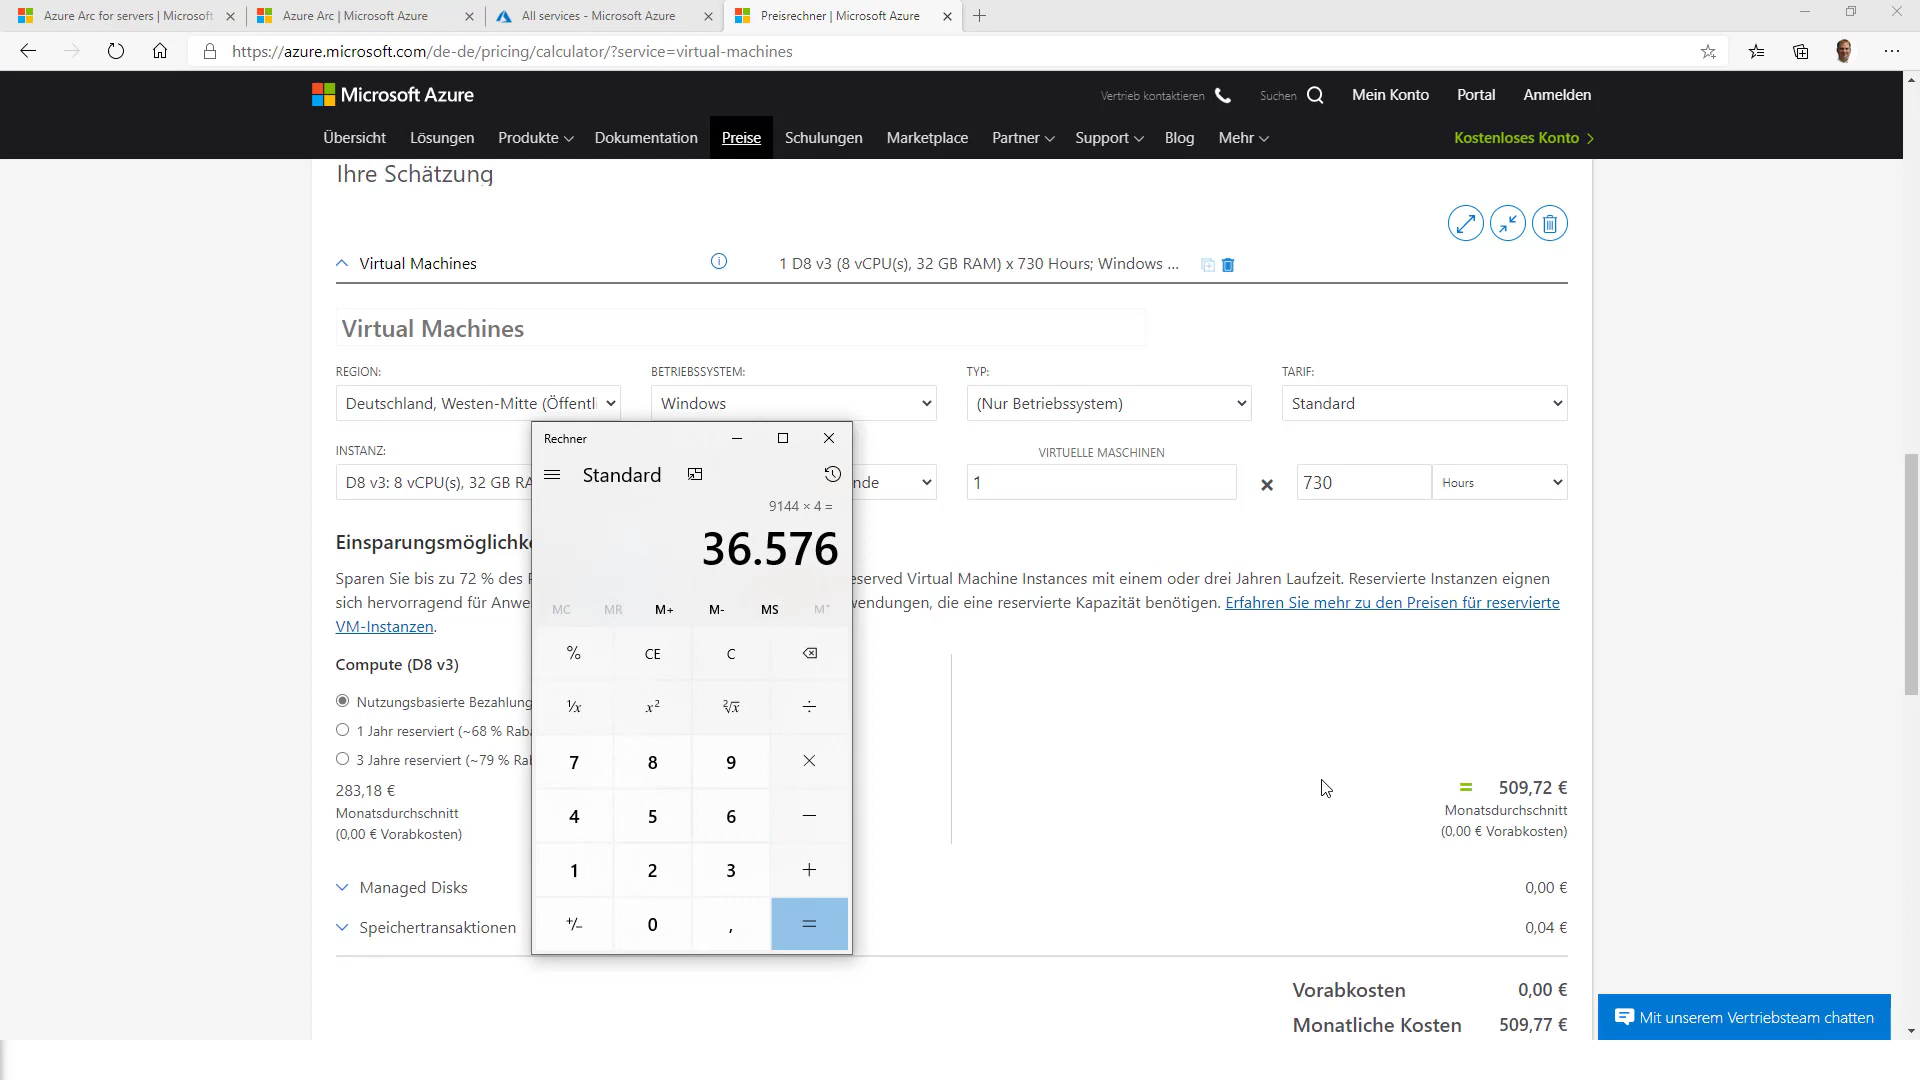 Azure Arc for servers | Microsoft
Azure Arc | Microsoft Azure
All services - Microsoft Azure
Preisrechner | Microsoft Azure
https://azure.microsoft.com/de-de/pricing/calculator/?service=virtual-machines
Microsoft Azure
Vertrieb kontaktieren
Suchen
Mein Konto
Portal
Anmelden
Übersicht
Lösungen
Produkte
Dokumentation
Preise
Schulungen
Marketplace
Partner
Support
Blog
Mehr
Kostenloses Konto
Ihre Schätzung
Virtual Machines
1 D8 v3 (8 vCPU(s), 32 GB RAM) x 730 Hours; Windows ...
Virtual Machines
REGION:
BETRIEBSSYSTEM:
TYP:
TARIF:
Deutschland, Westen-Mitte (Öffentli
Windows
(Nur Betriebssystem)
Standard
INSTANZ:
VIRTUELLE MASCHINEN
D8 v3: 8 vCPU(s), 32 GB RA
nde
1
×
730
Hours
Rechner
Standard
9144 × 4 =
36.576
MC
MR
M+
M-
MS
M˅
%
CE
C
⌫
¹/x
x²
²√x
÷
7
8
9
×
4
5
6
−
1
2
3
+
+/−
0
,
=
Einsparungsmöglichke
Sparen Sie bis zu 72 % des P
eserved Virtual Machine Instances mit einem oder drei Jahren Laufzeit. Reservierte Instanzen eignen
sich hervorragend für Anwe
wendungen, die eine reservierte Kapazität benötigen. Erfahren Sie mehr zu den Preisen für reservierte
VM-Instanzen.
Compute (D8 v3)
Nutzungsbasierte Bezahlung
1 Jahr reserviert (~68 % Raba
3 Jahre reserviert (~79 % Ra
283,18 €
Monatsdurchschnitt
(0,00 € Vorabkosten)
= 509,72 €
Monatsdurchschnitt
(0,00 € Vorabkosten)
Managed Disks
0,00 €
Speichertransaktionen
0,04 €
Vorabkosten
0,00 €
Monatliche Kosten
509,77 €
Mit unserem Vertriebsteam chatten